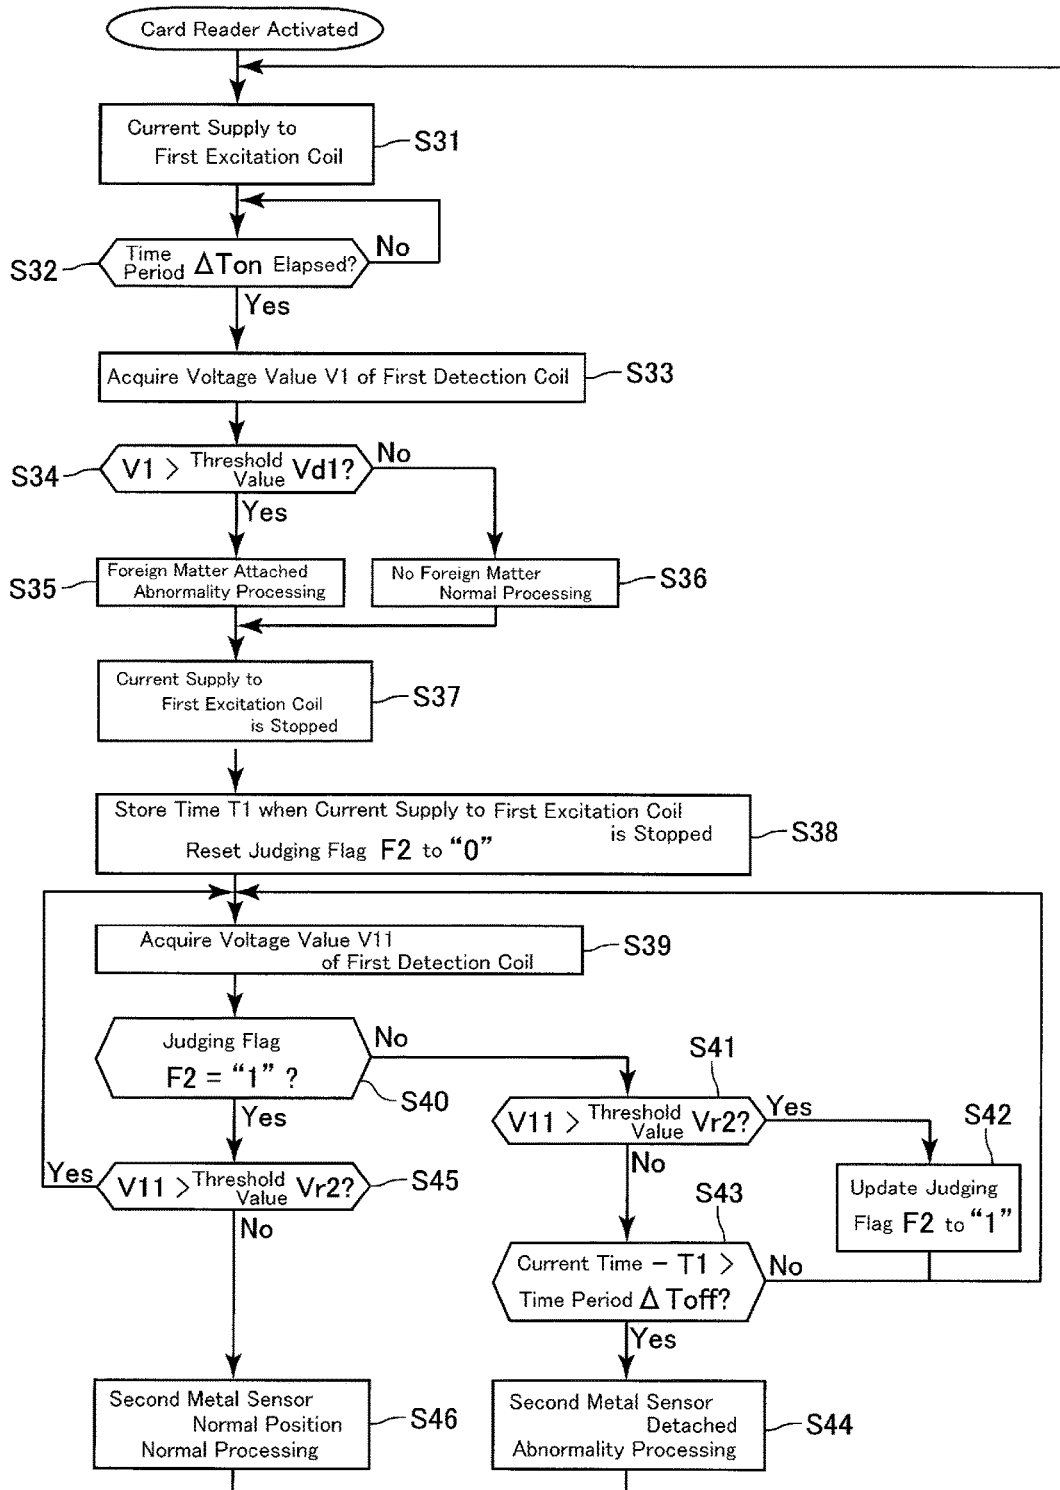 Card Reader Activated
Current Supply to
First Excitation Coil
S31
Time
Period ΔTon Elapsed?
No
S32
Yes
Acquire Voltage Value V1 of First Detection Coil
S33
V1 > Threshold
Value Vd1?
No
S34
Yes
Foreign Matter Attached
Abnormality Processing
S35
No Foreign Matter
Normal Processing
S36
Current Supply to
First Excitation Coil
is Stopped
S37
Store Time T1 when Current Supply to First Excitation Coil
is Stopped
Reset Judging Flag F2 to “0”
S38
Acquire Voltage Value V11
of First Detection Coil
S39
Judging Flag
F2 = “1” ?
No
S40
Yes
S41
V11 > Threshold
Value Vr2?
Yes
No
S42
Update Judging
Flag F2 to “1”
Yes
V11 > Threshold
Value Vr2?
S45
No
S43
Current Time − T1 >
Time Period Δ Toff?
No
Yes
Second Metal Sensor
Normal Position
Normal Processing
S46
Second Metal Sensor
Detached
Abnormality Processing
S44